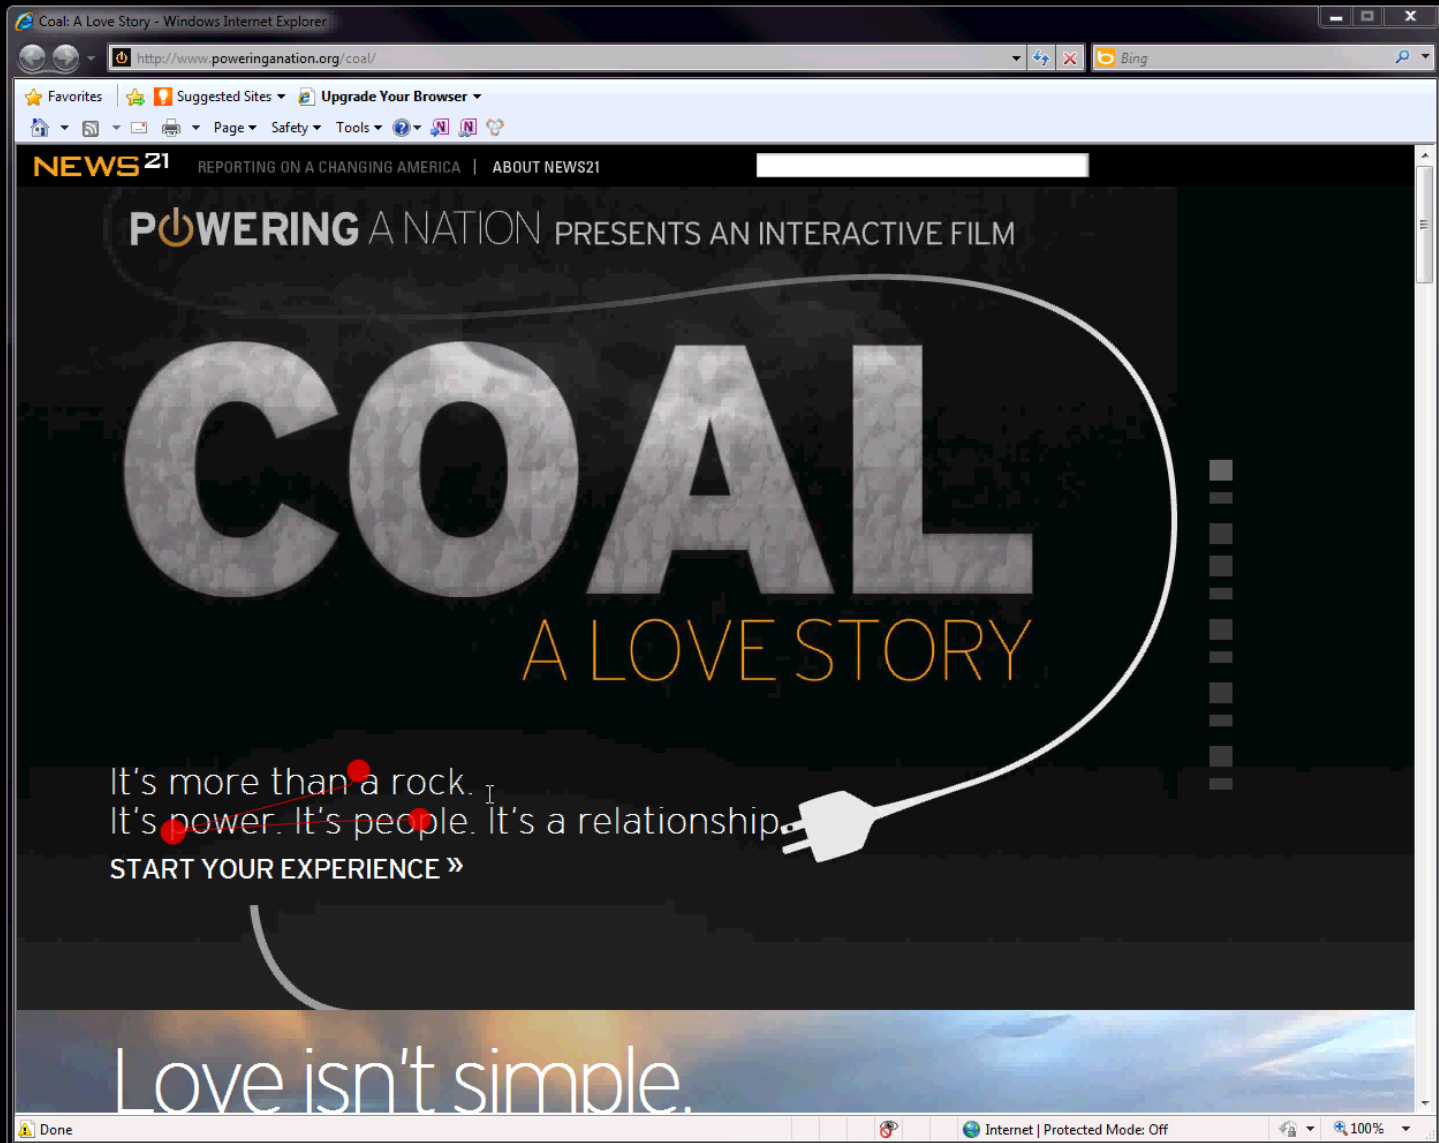 Coal: A Love Story - Windows Internet Explorer
http://www.poweringanation.org/coal/
Bing
Favorites Suggested Sites Upgrade Your Browser
Page Safety Tools
NEWS21 REPORTING ON A CHANGING AMERICA | ABOUT NEWS21
POWERING A NATION PRESENTS AN INTERACTIVE FILM
COAL
A LOVE STORY
It's more than a rock.
It's power. It's people. It's a relationship.
START YOUR EXPERIENCE »
Love isn't simple.
Done Internet | Protected Mode: Off 100%